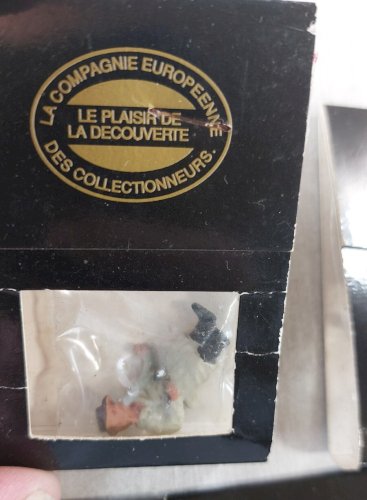 LA COMPAGNIE EUROPEENNE
LE PLAISIR DE
LA DECOUVERTE
DES COLLECTIONNEURS.